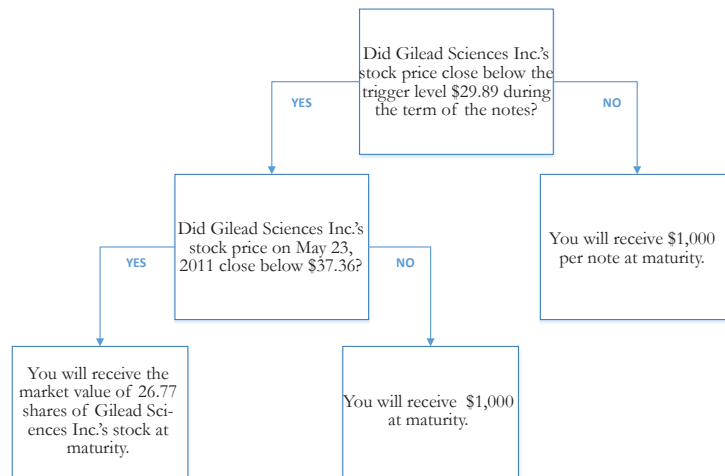 Did Gilead Sciences Inc.'s
stock price close below the
trigger level $29.89 during
the term of the notes?
YES
NO
Did Gilead Sciences Inc.'s
stock price on May 23,
2011 close below $37.36?
You will receive $1,000
per note at maturity.
YES
NO
You will receive the
market value of 26.77
shares of Gilead Sci-
ences Inc.'s stock at
maturity.
You will receive $1,000
at maturity.